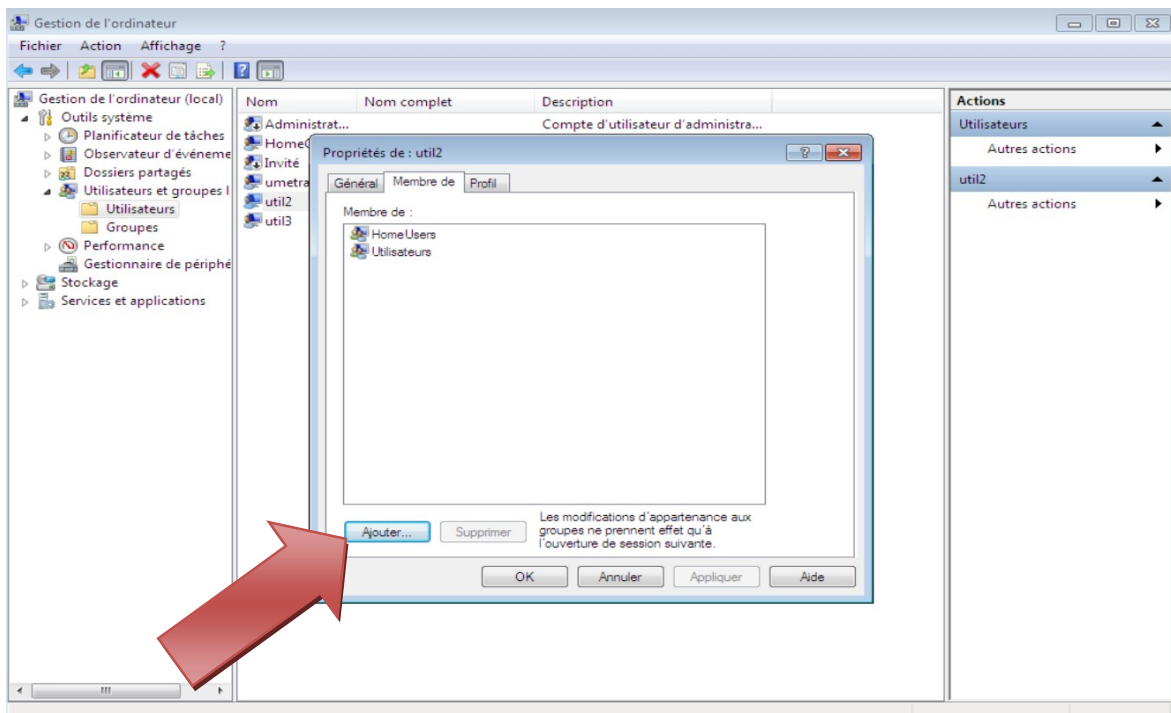 Gestion de l'ordinateur
Fichier Action Affichage ?
Gestion de l'ordinateur (local)
Outils système
Planificateur de tâches
Observateur d'événeme
Dossiers partagés
Utilisateurs et groupes l
Utilisateurs
Groupes
Performance
Gestionnaire de périphé
Stockage
Services et applications
Nom Nom complet Description
Administrat... Compte d'utilisateur d'administra...
HomeG
Invité
umetra
util2
util3
Propriétés de : util2
Général Membre de Profil
Membre de :
HomeUsers
Utilisateurs
Ajouter... Supprimer
Les modifications d'appartenance aux
groupes ne prennent effet qu'à
l'ouverture de session suivante.
OK Annuler Appliquer Aide
Actions
Utilisateurs
Autres actions
util2
Autres actions